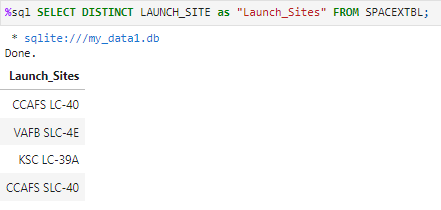 %sql SELECT DISTINCT LAUNCH_SITE as "Launch_Sites" FROM SPACEXTBL;
* sqlite:///my_data1.db
Done.
Launch_Sites
CCAFS LC-40
VAFB SLC-4E
KSC LC-39A
CCAFS SLC-40